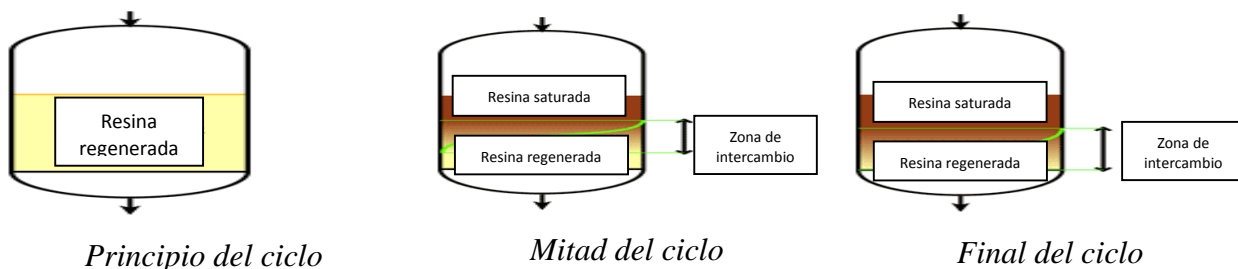 Resina
regenerada
Principio del ciclo
Resina saturada
Resina regenerada
Zona de
intercambio
Mitad del ciclo
Resina saturada
Resina regenerada
Zona de
intercambio
Final del ciclo